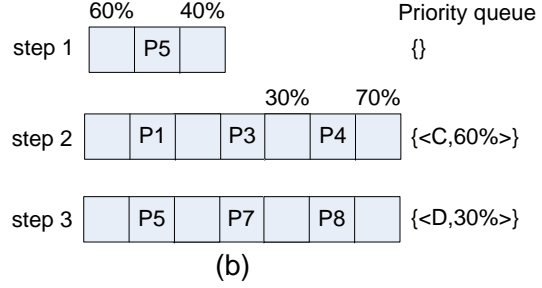 60% 40% Priority queue
step 1 P5 {}
30% 70%
step 2 P1 P3 P4 {<C,60%>}
step 3 P5 P7 P8 {<D,30%>}
(b)